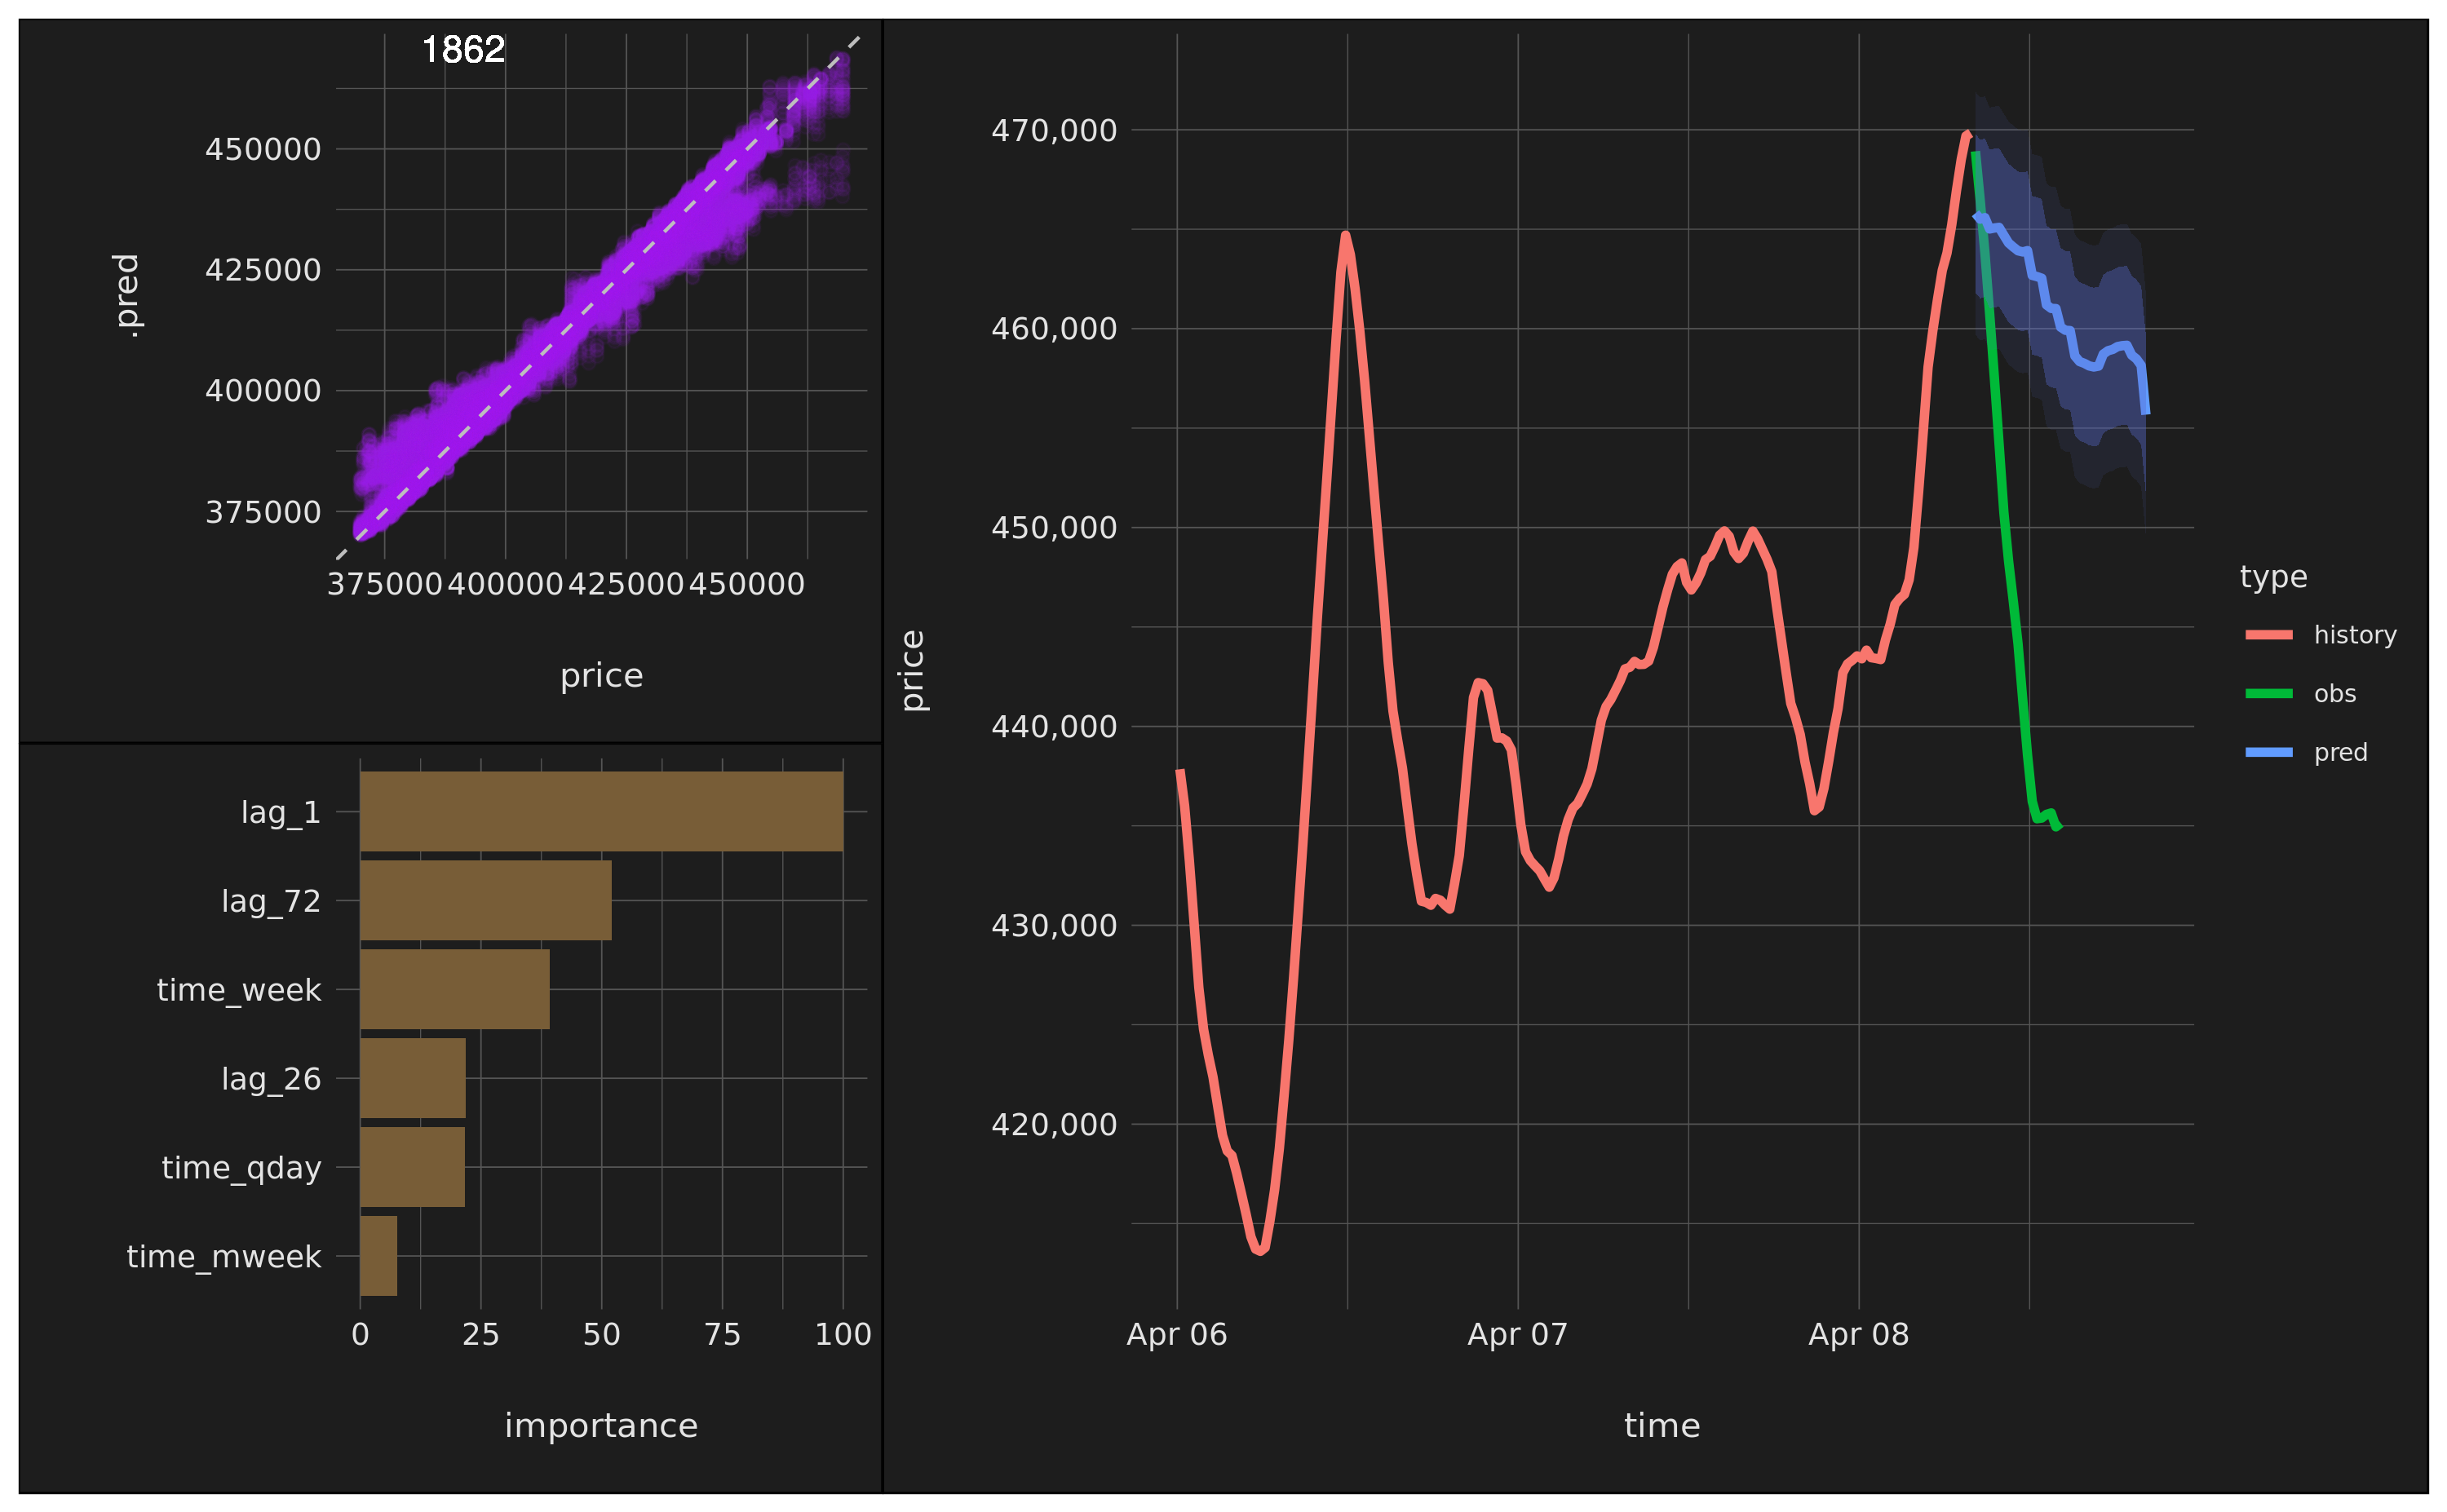 1862
.pred
450000
425000
400000
375000
375000 400000 425000 450000
price
lag_1
lag_72
time_week
lag_26
time_qday
time_mweek
0 25 50 75 100
importance
price
470,000
460,000
450,000
440,000
430,000
420,000
Apr 06 Apr 07 Apr 08
time
type
history
obs
pred